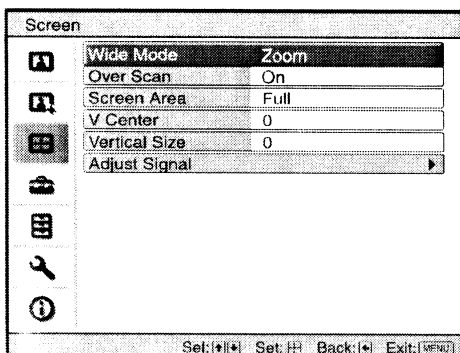 Screen
Wide Mode Zoom
Over Scan On
Screen Area Full
V Center 0
Vertical Size 0
Adjust Signal
Sel: Set: Back: Exit: MENU